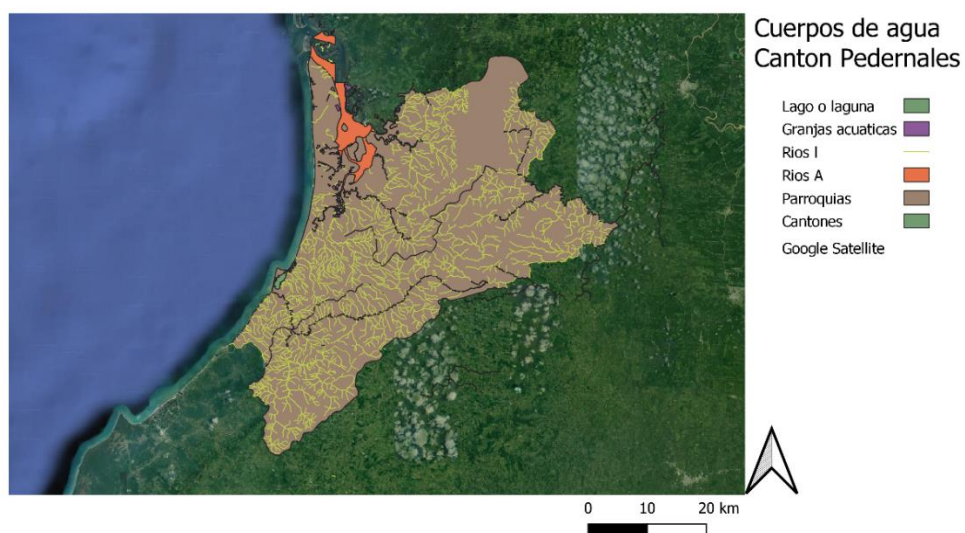 Cuerpos de agua
Canton Pedernales
Lago o laguna
Granjas acuaticas
Rios l
Rios A
Parroquias
Cantones
Google Satellite
0 10 20 km